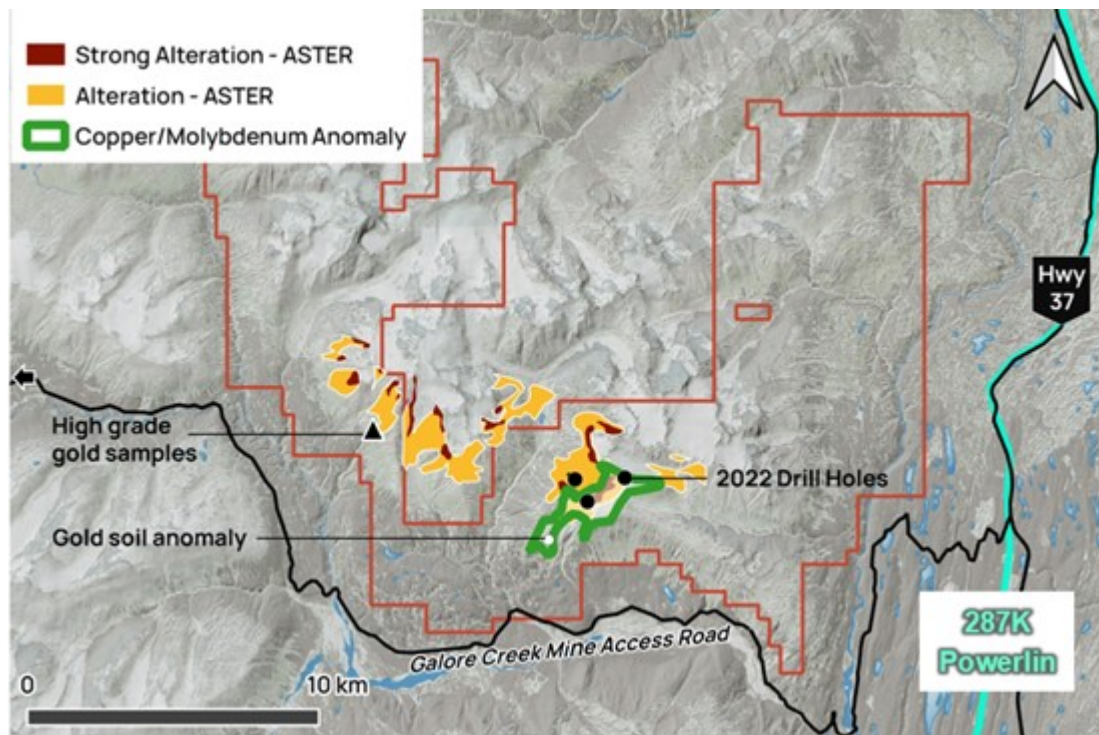 Strong Alteration - ASTER
Alteration - ASTER
Copper/Molybdenum Anomaly
Hwy
37
High grade
gold samples
2022 Drill Holes
Gold soil anomaly
287K
Powerlin
Galore Creek Mine Access Road
0
10 km